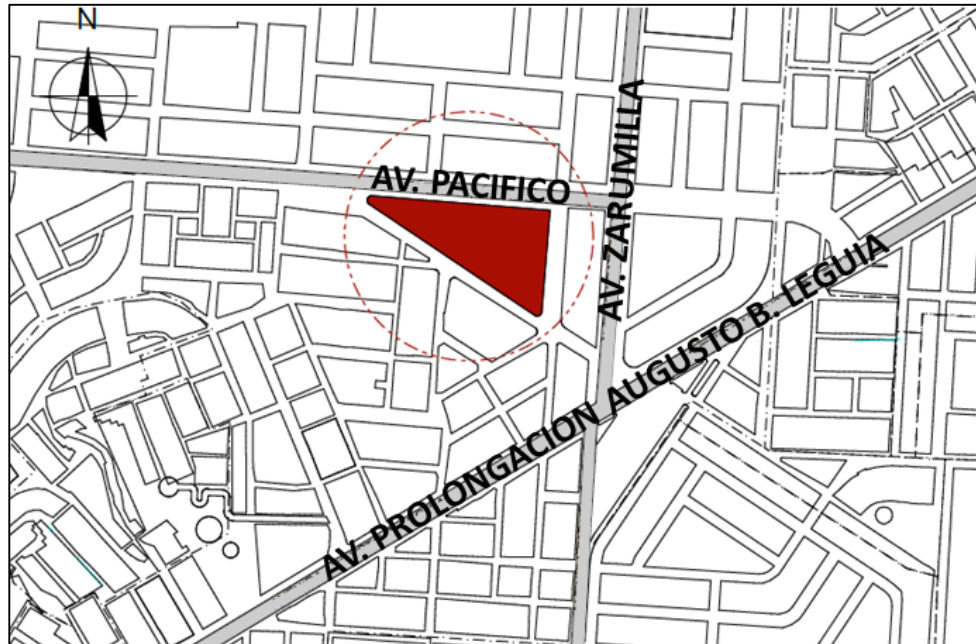 N
AV. PACIFICO
AV. ZARUMILLA
AV. PROLONGACION AUGUSTO B. LEGUIA